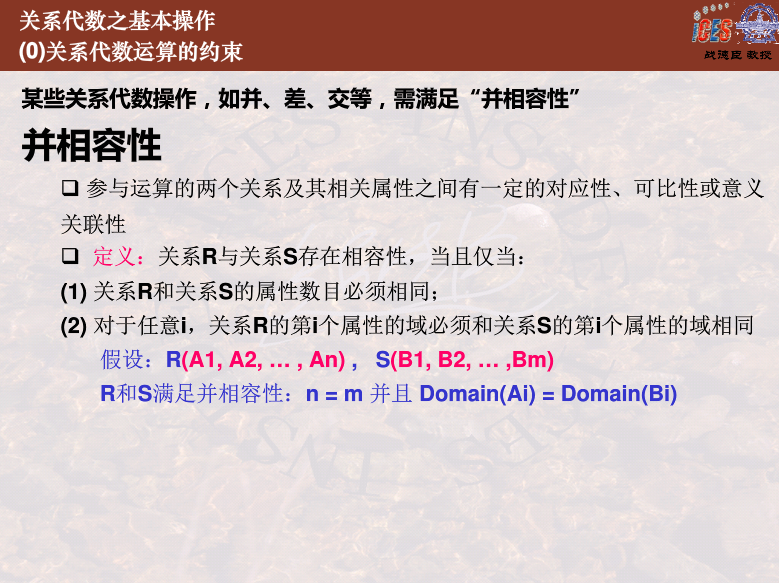 关系代数之基本操作
(0)关系代数运算的约束
ICES
战德臣 教授
某些关系代数操作，如并、差、交等，需满足“并相容性”
并相容性
❑ 参与运算的两个关系及其相关属性之间有一定的对应性、可比性或意义
关联性
❑ 定义：关系R与关系S存在相容性，当且仅当：
(1) 关系R和关系S的属性数目必须相同；
(2) 对于任意i，关系R的第i个属性的域必须和关系S的第i个属性的域相同
假设：R(A1, A2, … , An) ， S(B1, B2, … ,Bm)
R和S满足并相容性：n = m 并且 Domain(Ai) = Domain(Bi)